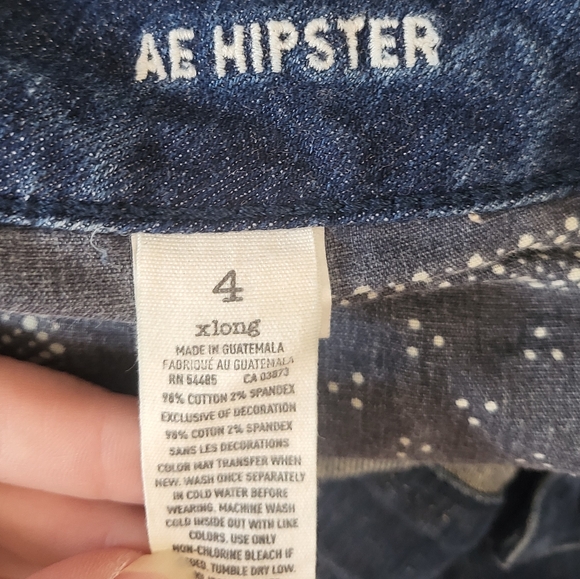 AE HIPSTER
4
xlong
MADE IN GUATEMALA
FABRIQUÉ AU GUATEMALA
RN 54485 CA 03873
98% COTTON 2% SPANDEX
EXCLUSIVE OF DECORATION
98% COTON 2% SPANDEX
SANS LES DECORATIONS
COLOR MAY TRANSFER WHEN
NEW. WASH ONCE SEPARATELY
IN COLD WATER BEFORE
WEARING. MACHINE WASH
COLD INSIDE OUT WITH LIKE
COLORS. USE ONLY
NON-CHLORINE BLEACH IF
TUMBLE DRY LOW.